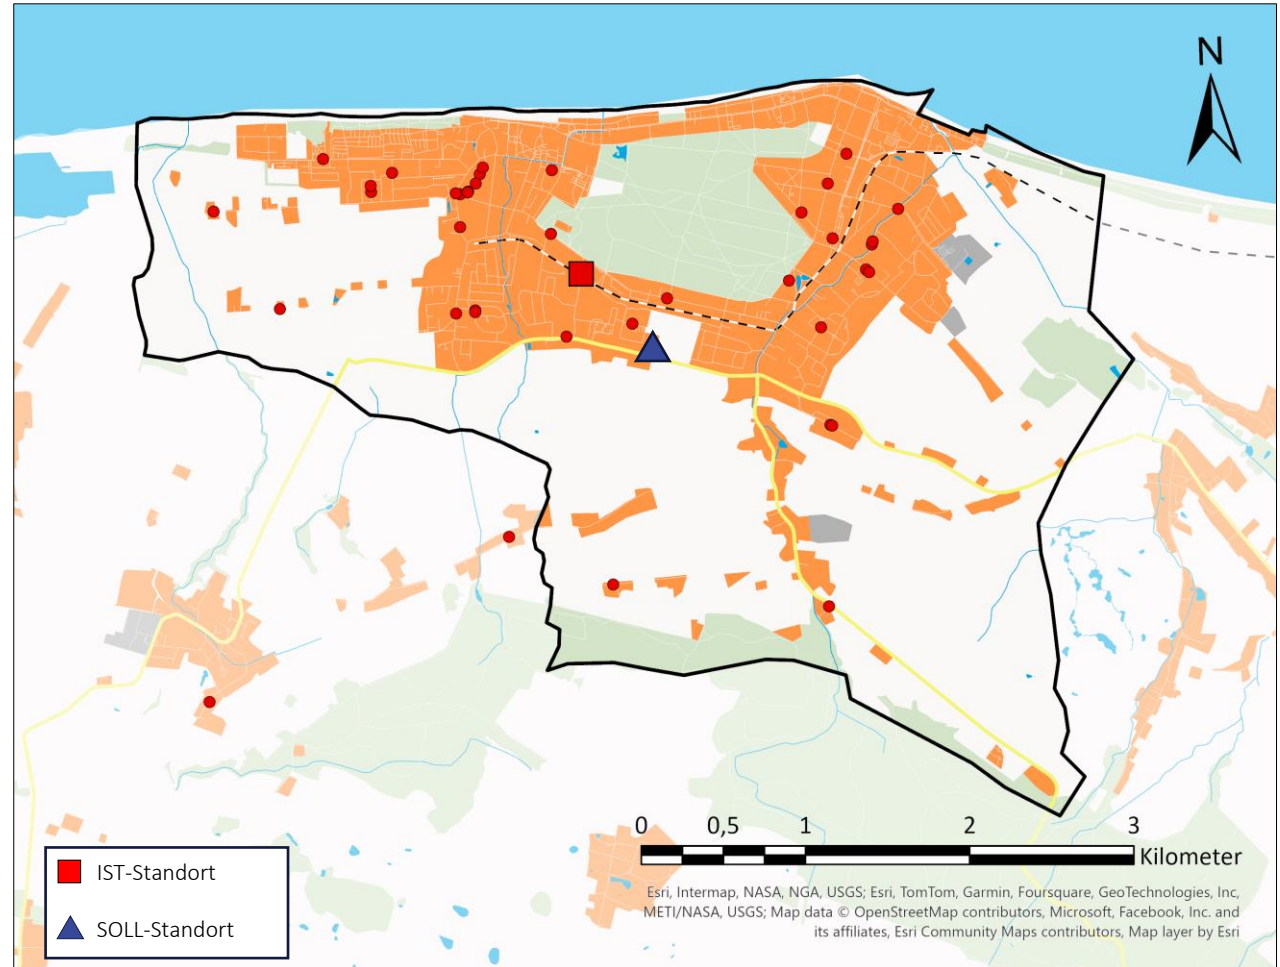 N
0 0,5 1 2 3
Kilometer
Esri, Intermap, NASA, NGA, USGS; Esri, TomTom, Garmin, Foursquare, GeoTechnologies, Inc,
METI/NASA, USGS; Map data © OpenStreetMap contributors, Microsoft, Facebook, Inc. and
its affiliates, Esri Community Maps contributors, Map layer by Esri
IST-Standort
SOLL-Standort